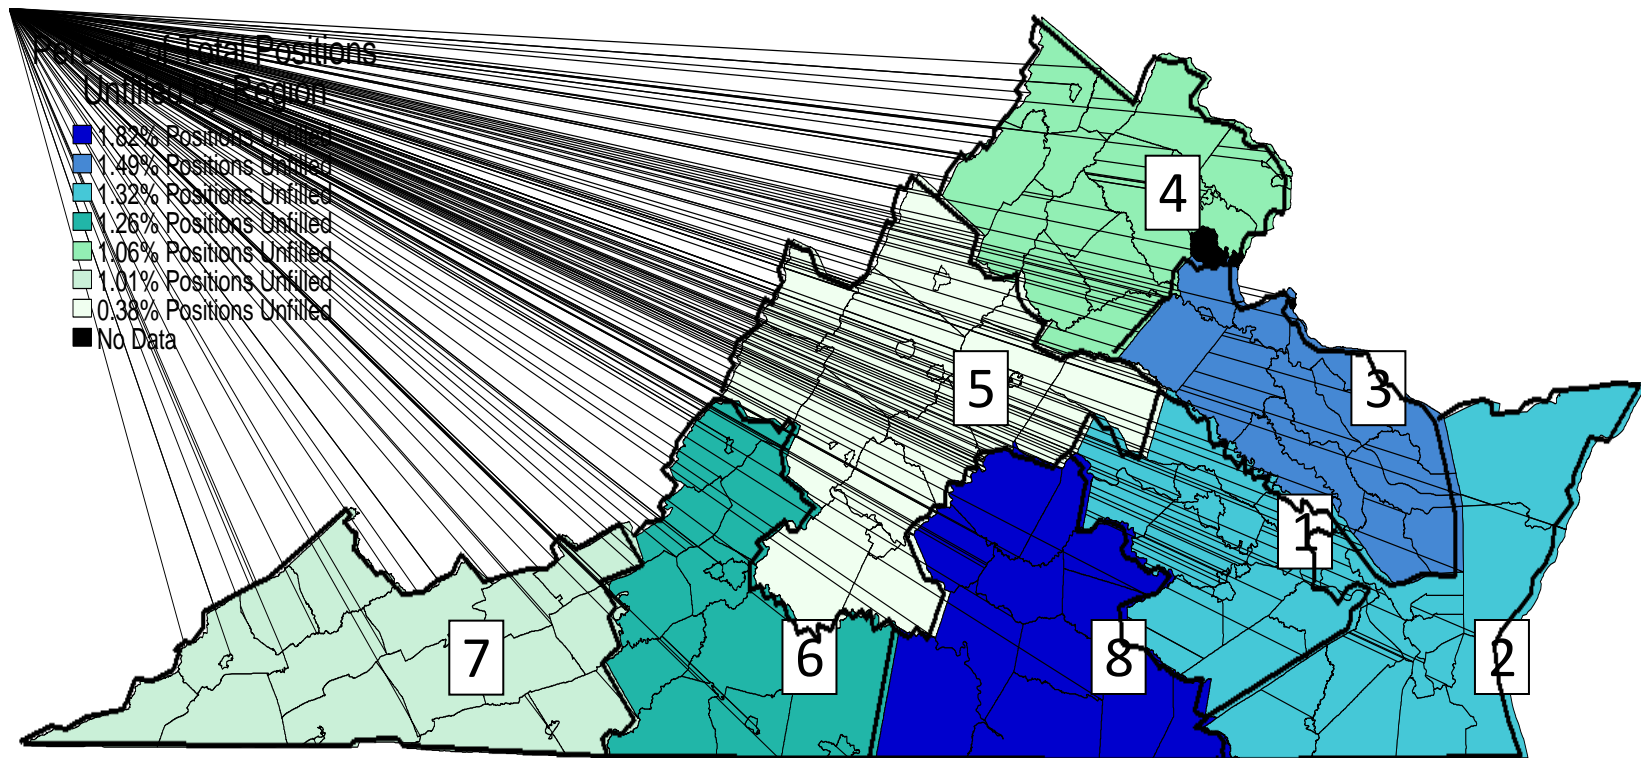 Percent of Total Positions
Unfilled by Region
1.82% Positions Unfilled
1.49% Positions Unfilled
1.32% Positions Unfilled
1.26% Positions Unfilled
1.06% Positions Unfilled
1.01% Positions Unfilled
0.38% Positions Unfilled
No Data
4
5
3
1
7
6
8
2